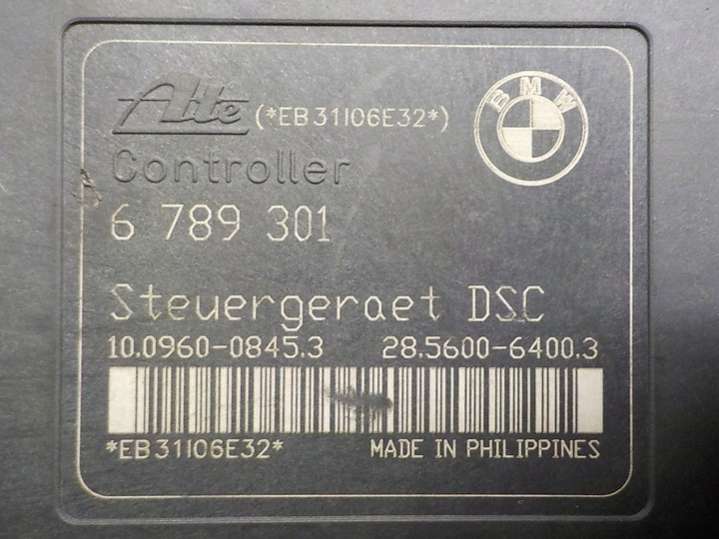 Ate (*EB31I06E32*)
BMW
Controller
6 789 301
Steuergeraet DSC
10.0960-0845.3 28.5600-6400.3
*EB31I06E32* MADE IN PHILIPPINES